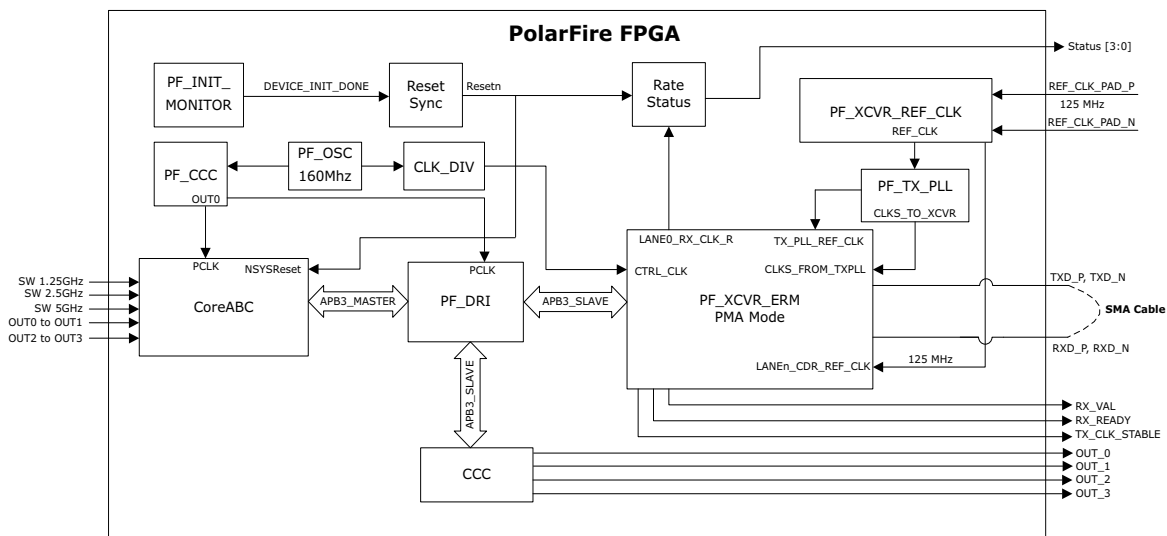 PolarFire FPGA
Status [3:0]
PF_INIT_
MONITOR
DEVICE_INIT_DONE
Reset
Sync
Resetn
Rate
Status
PF_XCVR_REF_CLK
REF_CLK
REF_CLK_PAD_P
125 MHz
REF_CLK_PAD_N
PF_CCC
OUT0
PF_OSC
160Mhz
CLK_DIV
PF_TX_PLL
CLKS_TO_XCVR
SW 1.25GHz
SW 2.5GHz
SW 5GHz
OUT0 to OUT1
OUT2 to OUT3
PCLK
NSYSReset
CoreABC
APB3_MASTER
PCLK
PF_DRI
APB3_SLAVE
LANE0_RX_CLK_R
TX_PLL_REF_CLK
CTRL_CLK
CLKS_FROM_TXPLL
PF_XCVR_ERM
PMA Mode
LANEn_CDR_REF_CLK
125 MHz
TXD_P, TXD_N
SMA Cable
RXD_P, RXD_N
APB3_SLAVE
RX_VAL
RX_READY
TX_CLK_STABLE
CCC
OUT_0
OUT_1
OUT_2
OUT_3